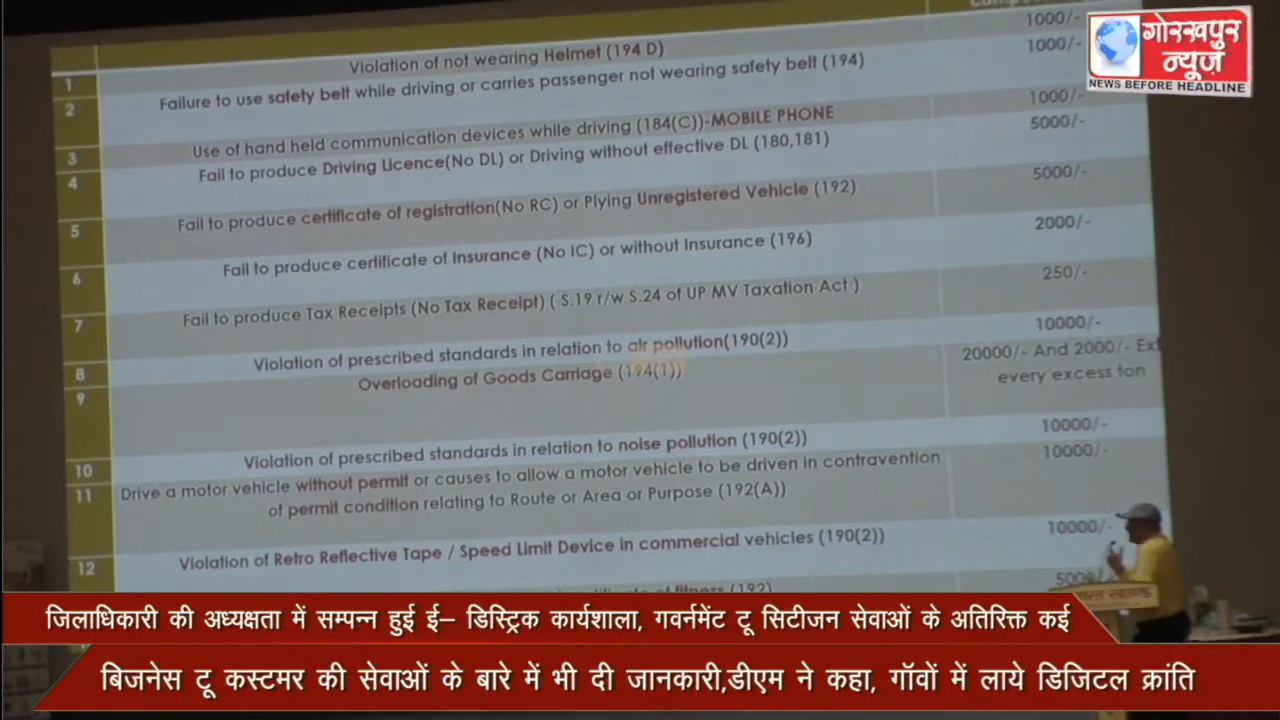 1000/-
Violation of not wearing Helmet (194 D)
1
1000/-
Failure to use safety belt while driving or carries passenger not wearing safety belt (194)
2
1000/-
Use of hand held communication devices while driving (184(C))-MOBILE PHONE
3
5000/-
Fail to produce Driving Licence(No DL) or Driving without effective DL (180,181)
4
5000/-
Fail to produce certificate of registration(No RC) or Plying Unregistered Vehicle (192)
5
2000/-
Fail to produce certificate of Insurance (No IC) or without Insurance (196)
6
250/-
Fail to produce Tax Receipts (No Tax Receipt) ( S.19 r/w S.24 of UP MV Taxation Act )
7
10000/-
Violation of prescribed standards in relation to air pollution(190(2))
8
20000/- And 2000/- Ext
every excess ton
Overloading of Goods Carriage (194(1))
9
10000/-
Violation of prescribed standards in relation to noise pollution (190(2))
10
10000/-
Drive a motor vehicle without permit or causes to allow a motor vehicle to be driven in contravention
of permit condition relating to Route or Area or Purpose (192(A))
11
10000/-
Violation of Retro Reflective Tape / Speed Limit Device in commercial vehicles (190(2))
12
5000/
of fitness (192)
गोरखपुर
न्यूज़
NEWS BEFORE HEADLINE
जिलाधिकारी की अध्यक्षता में सम्पन्न हुई ई– डिस्ट्रिक कार्यशाला, गवर्नमेंट टू सिटीजन सेवाओं के अतिरिक्त कई
बिजनेस टू कस्टमर की सेवाओं के बारे में भी दी जानकारी,डीएम ने कहा, गॉवों में लाये डिजिटल क्रांति